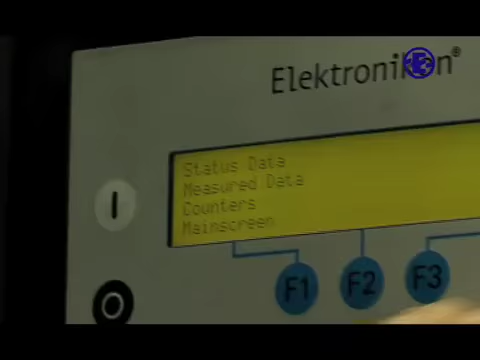 Elektronikon®
Status Data
Measured Data
Counters
Mainscreen
I
O
F1 F2 F3